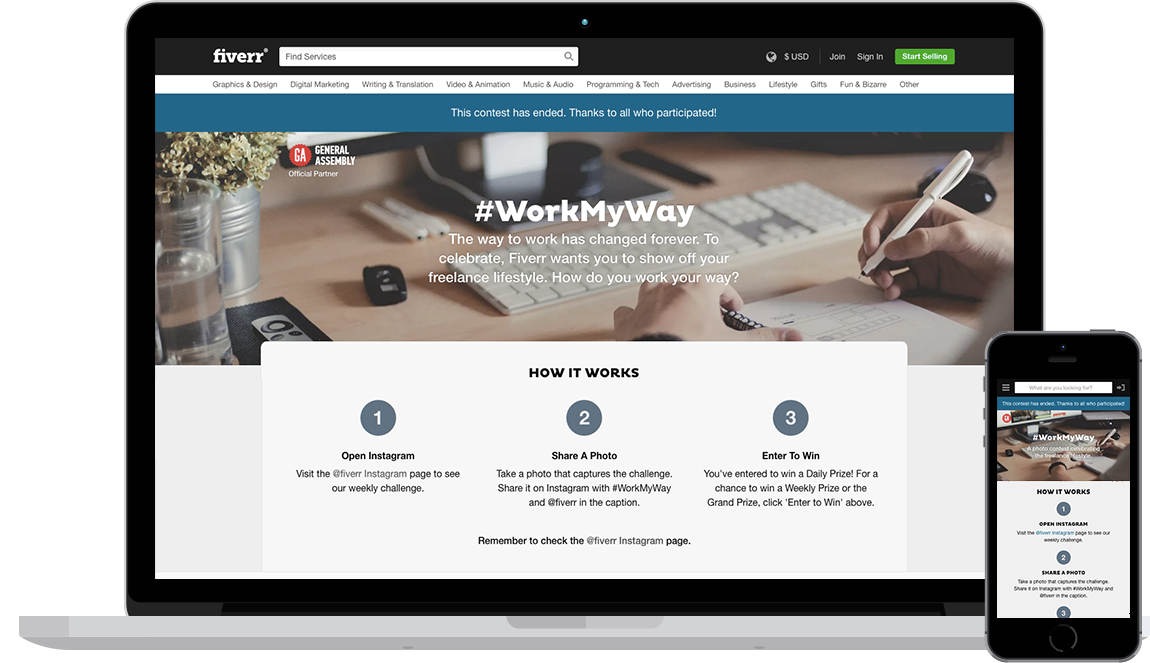 fiverr®
Find Services
$ USD
Join
Sign In
Start Selling
Graphics & Design
Digital Marketing
Writing & Translation
Video & Animation
Music & Audio
Programming & Tech
Advertising
Business
Lifestyle
Gifts
Fun & Bizarre
Other
This contest has ended. Thanks to all who participated!
GA
GENERAL
ASSEMBLY
Official Partner
#WorkMyWay
The way to work has changed forever. To
celebrate, Fiverr wants you to show off your
freelance lifestyle. How do you work your way?
HOW IT WORKS
1
Open Instagram
Visit the @fiverr Instagram page to see
our weekly challenge.
2
Share A Photo
Take a photo that captures the challenge.
Share it on Instagram with #WorkMyWay
and @fiverr in the caption.
3
Enter To Win
You've entered to win a Daily Prize! For a
chance to win a Weekly Prize or the
Grand Prize, click 'Enter to Win' above.
Remember to check the @fiverr Instagram page.
What are you looking for?
This contest has ended. Thanks to all who participated!
#WorkMyWay
A photo contest celebrating
the freelance lifestyle.
HOW IT WORKS
1
OPEN INSTAGRAM
Visit the @fiverr Instagram page to see our
weekly challenge.
2
SHARE A PHOTO
Take a photo that captures the challenge.
Share it on Instagram with #WorkMyWay and
@fiverr in the caption.
3